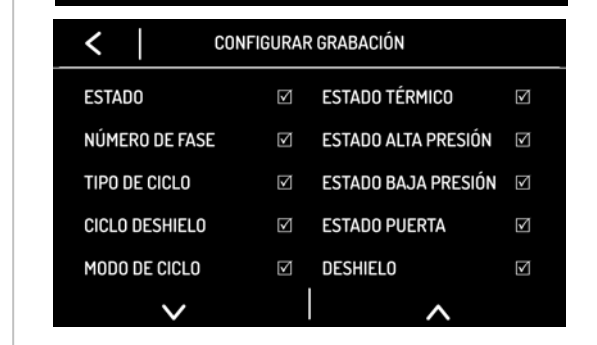 CONFIGURAR GRABACIÓN
ESTADO
ESTADO TÉRMICO
NÚMERO DE FASE
ESTADO ALTA PRESIÓN
TIPO DE CICLO
ESTADO BAJA PRESIÓN
CICLO DESHIELO
ESTADO PUERTA
MODO DE CICLO
DESHIELO